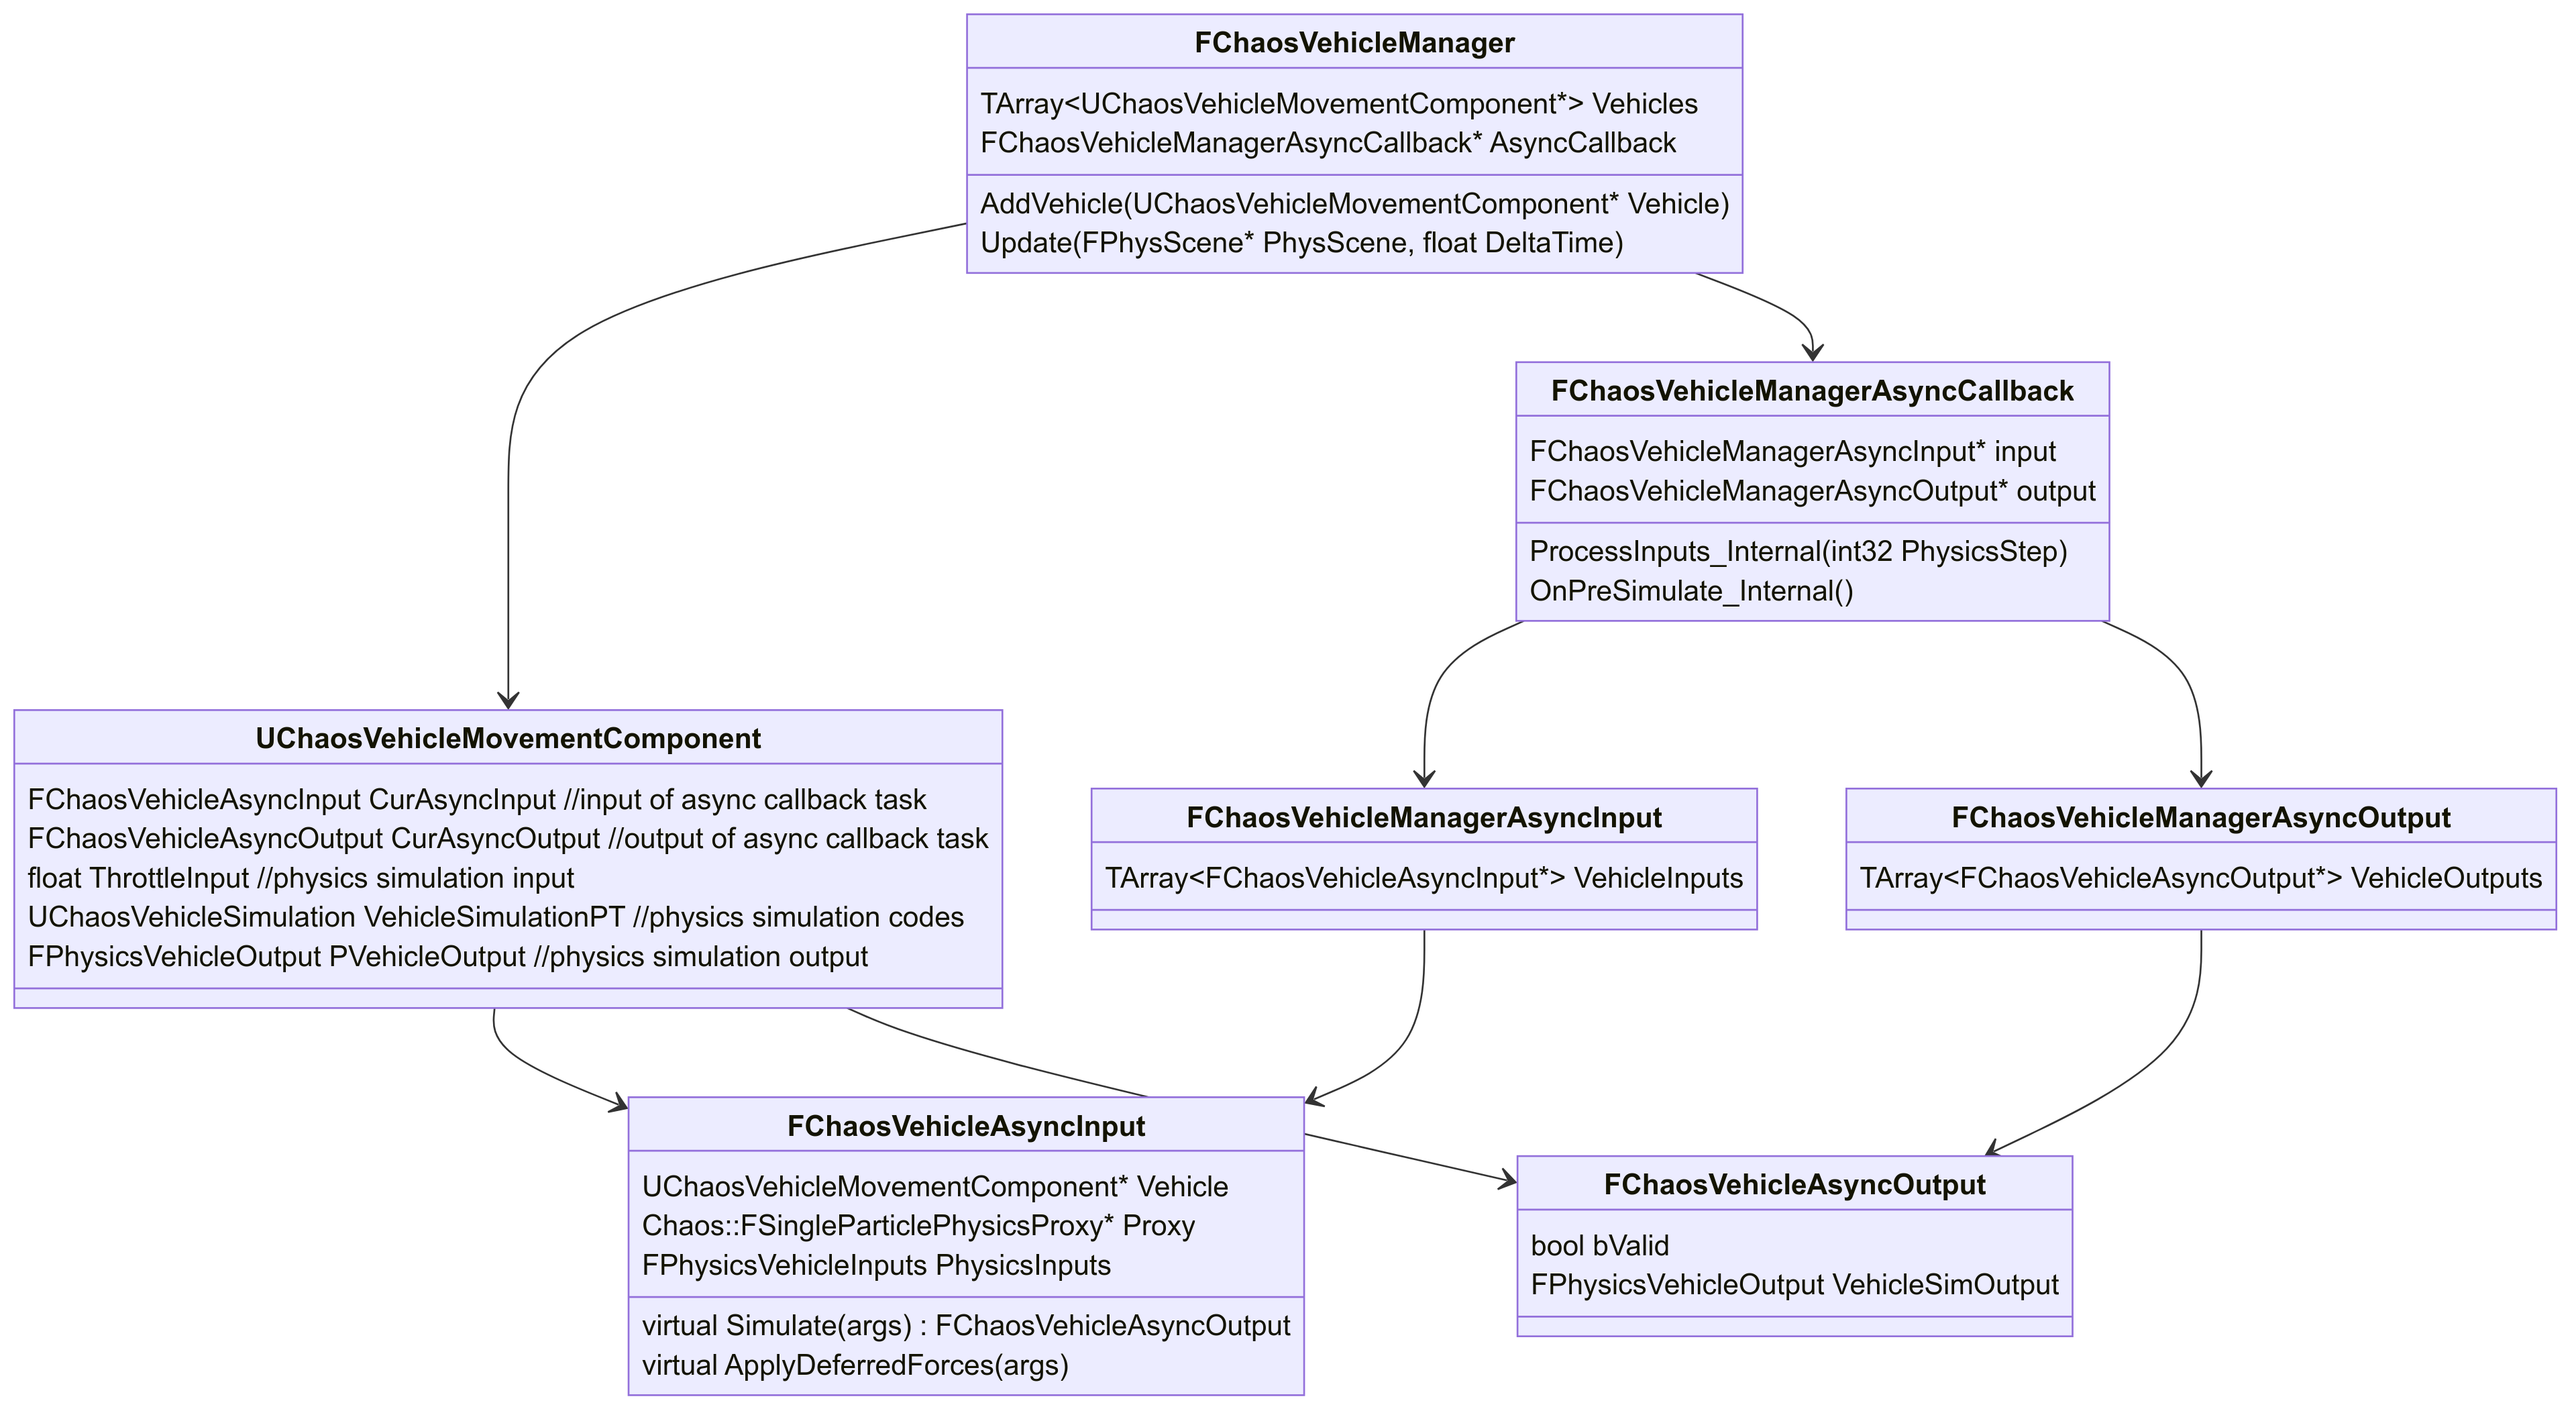 FChaosVehicleManager
TArray<UChaosVehicleMovementComponent*> Vehicles
FChaosVehicleManagerAsyncCallback* AsyncCallback
AddVehicle(UChaosVehicleMovementComponent* Vehicle)
Update(FPhysScene* PhysScene, float DeltaTime)
FChaosVehicleManagerAsyncCallback
FChaosVehicleManagerAsyncInput* input
FChaosVehicleManagerAsyncOutput* output
ProcessInputs_Internal(int32 PhysicsStep)
OnPreSimulate_Internal()
UChaosVehicleMovementComponent
FChaosVehicleAsyncInput CurAsyncInput //input of async callback task
FChaosVehicleAsyncOutput CurAsyncOutput //output of async callback task
float ThrottleInput //physics simulation input
UChaosVehicleSimulation VehicleSimulationPT //physics simulation codes
FPhysicsVehicleOutput PVehicleOutput //physics simulation output
FChaosVehicleManagerAsyncInput
TArray<FChaosVehicleAsyncInput*> VehicleInputs
FChaosVehicleManagerAsyncOutput
TArray<FChaosVehicleAsyncOutput*> VehicleOutputs
FChaosVehicleAsyncInput
UChaosVehicleMovementComponent* Vehicle
Chaos::FSingleParticlePhysicsProxy* Proxy
FPhysicsVehicleInputs PhysicsInputs
virtual Simulate(args) : FChaosVehicleAsyncOutput
virtual ApplyDeferredForces(args)
FChaosVehicleAsyncOutput
bool bValid
FPhysicsVehicleOutput VehicleSimOutput